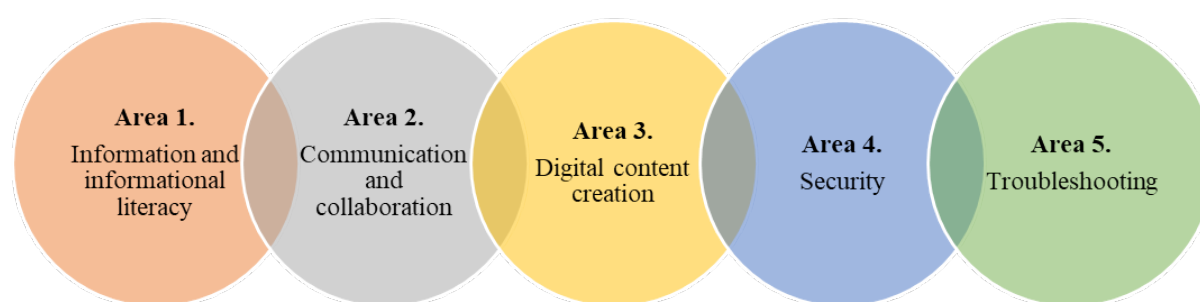 Area 1.
Information and
informational
literacy
Area 2.
Communication
and
collaboration
Area 3.
Digital content
creation
Area 4.
Security
Area 5.
Troubleshooting